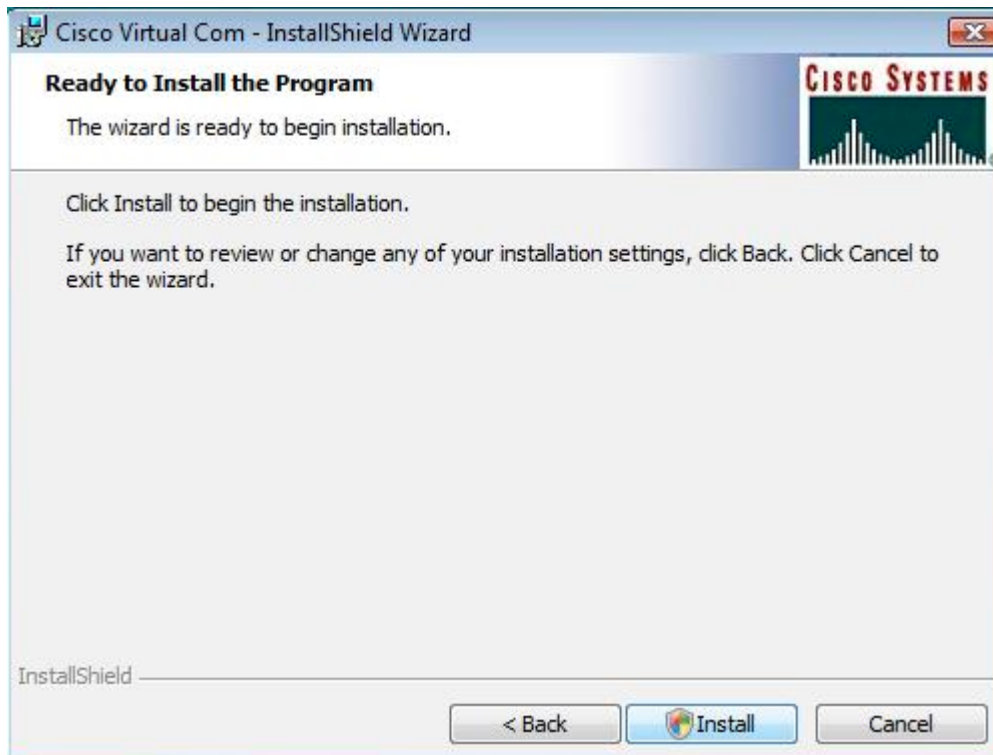 Cisco Virtual Com - InstallShield Wizard
Ready to Install the Program
The wizard is ready to begin installation.
CISCO SYSTEMS
Click Install to begin the installation.
If you want to review or change any of your installation settings, click Back. Click Cancel to
exit the wizard.
InstallShield
< Back
Install
Cancel